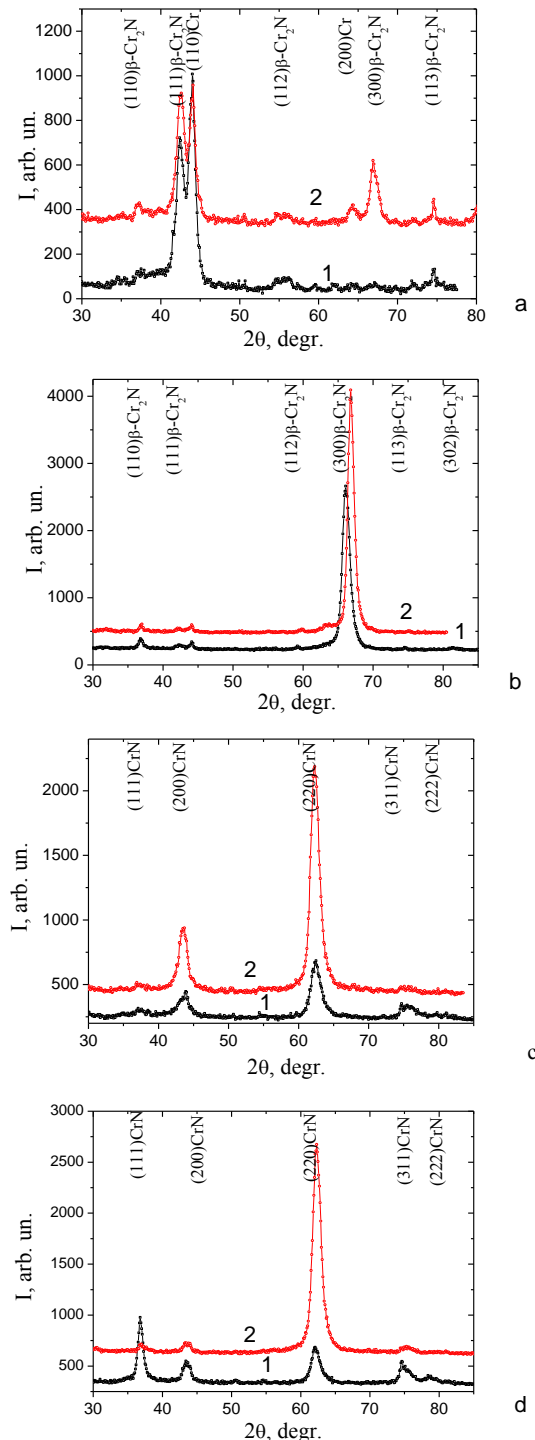 (110)β-Cr₂N
(111)β-Cr₂N
(110)Cr
(112)β-Cr₂N
(200)Cr
(300)β-Cr₂N
(113)β-Cr₂N
I, arb. un.
1200
1000
800
600
400
200
0
2
1
30 40 50 60 70 80
2θ, degr.
a
(110)β-Cr₂N
(111)β-Cr₂N
(112)β-Cr₂N
(300)β-Cr₂N
(113)β-Cr₂N
(302)β-Cr₂N
I, arb. un.
4000
3000
2000
1000
0
2
1
30 40 50 60 70 80
2θ, degr.
b
(111)CrN
(200)CrN
(220)CrN
(311)CrN
(222)CrN
I, arb. un.
2000
1500
1000
500
2
1
30 40 50 60 70 80
2θ, degr.
c
(111)CrN
(200)CrN
(220)CrN
(311)CrN
(222)CrN
I, arb. un.
3000
2500
2000
1500
1000
500
2
1
30 40 50 60 70 80
2θ, degr.
d